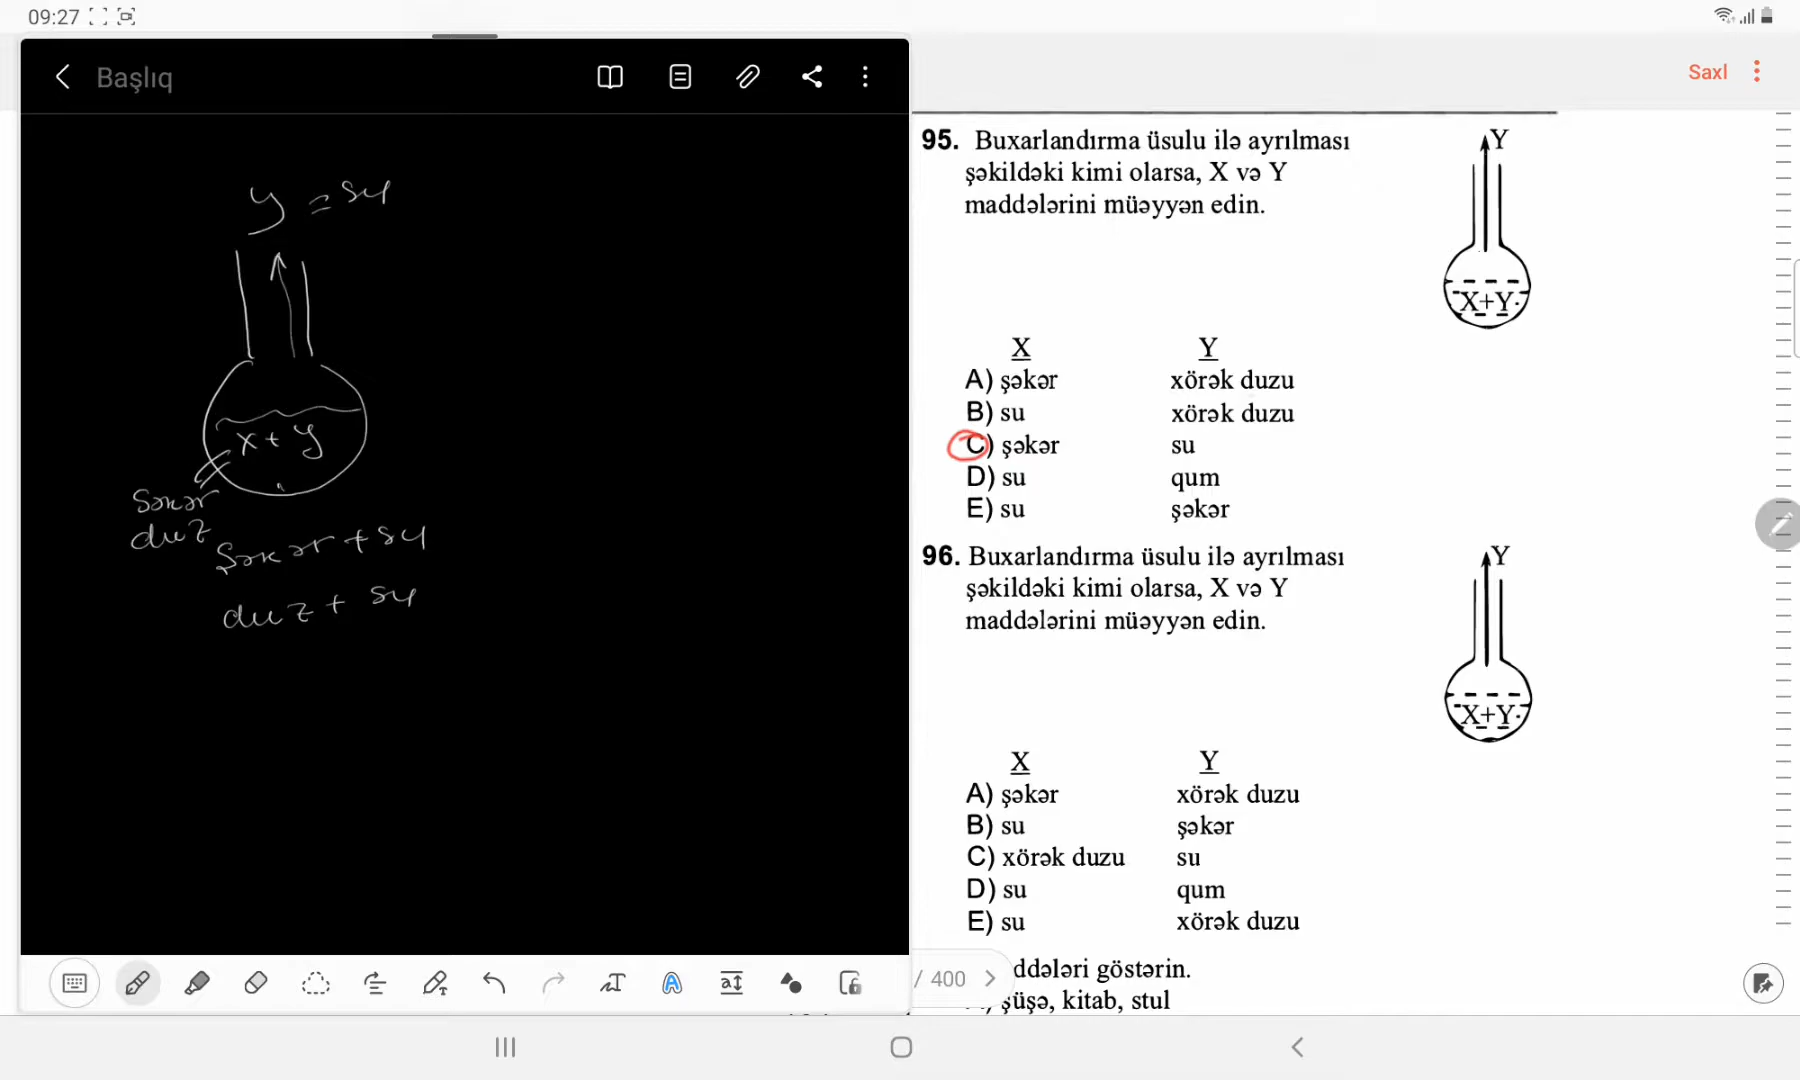 09:27
Başlıq
y = su
x + y
şəkər
duz
şəkər + su
duz + su
Saxl
95. Buxarlandırma üsulu ilə ayrılması
şəkildəki kimi olarsa, X və Y
maddələrini müəyyən edin.
Y
X+Y
X Y
A) şəkər xörək duzu
B) su xörək duzu
C) şəkər su
D) su qum
E) su şəkər
96. Buxarlandırma üsulu ilə ayrılması
şəkildəki kimi olarsa, X və Y
maddələrini müəyyən edin.
Y
X+Y
X Y
A) şəkər xörək duzu
B) su şəkər
C) xörək duzu su
D) su qum
E) su xörək duzu
/ 400
ddələri göstərin.
şüşə, kitab, stul